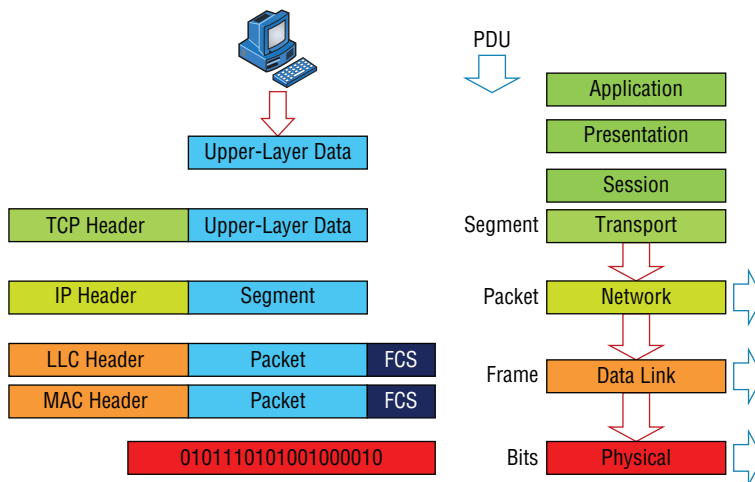 PDU
Application
Presentation
Upper-Layer Data
Session
TCP Header Upper-Layer Data
Segment Transport
IP Header Segment
Packet Network
LLC Header Packet FCS
Frame Data Link
MAC Header Packet FCS
0101110101001000010
Bits Physical